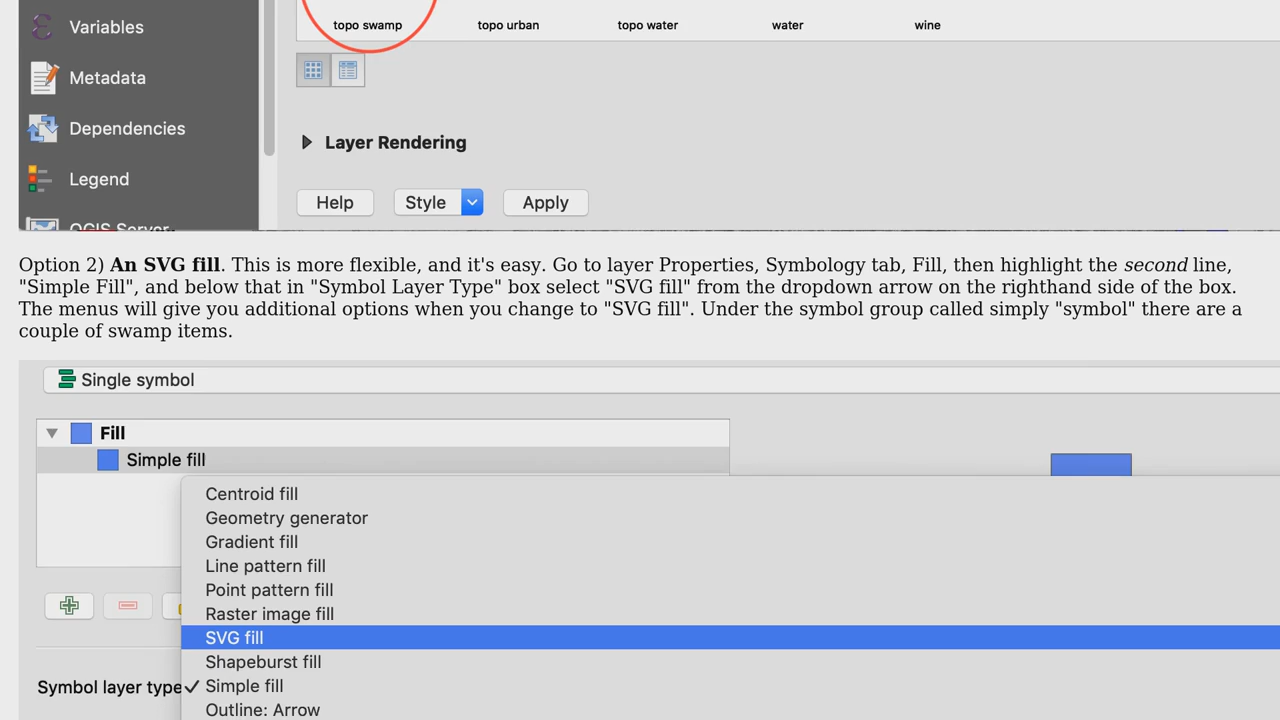 Variables
topo swamp topo urban topo water water wine
Metadata
Dependencies
Layer Rendering
Legend
Help Style Apply
QGIS Server
Option 2) An SVG fill. This is more flexible, and it's easy. Go to layer Properties, Symbology tab, Fill, then highlight the second line,
"Simple Fill", and below that in "Symbol Layer Type" box select "SVG fill" from the dropdown arrow on the righthand side of the box.
The menus will give you additional options when you change to "SVG fill". Under the symbol group called simply "symbol" there are a
couple of swamp items.
Single symbol
Fill
Simple fill
Centroid fill
Geometry generator
Gradient fill
Line pattern fill
Point pattern fill
Raster image fill
SVG fill
Shapeburst fill
Symbol layer type ✓ Simple fill
Outline: Arrow